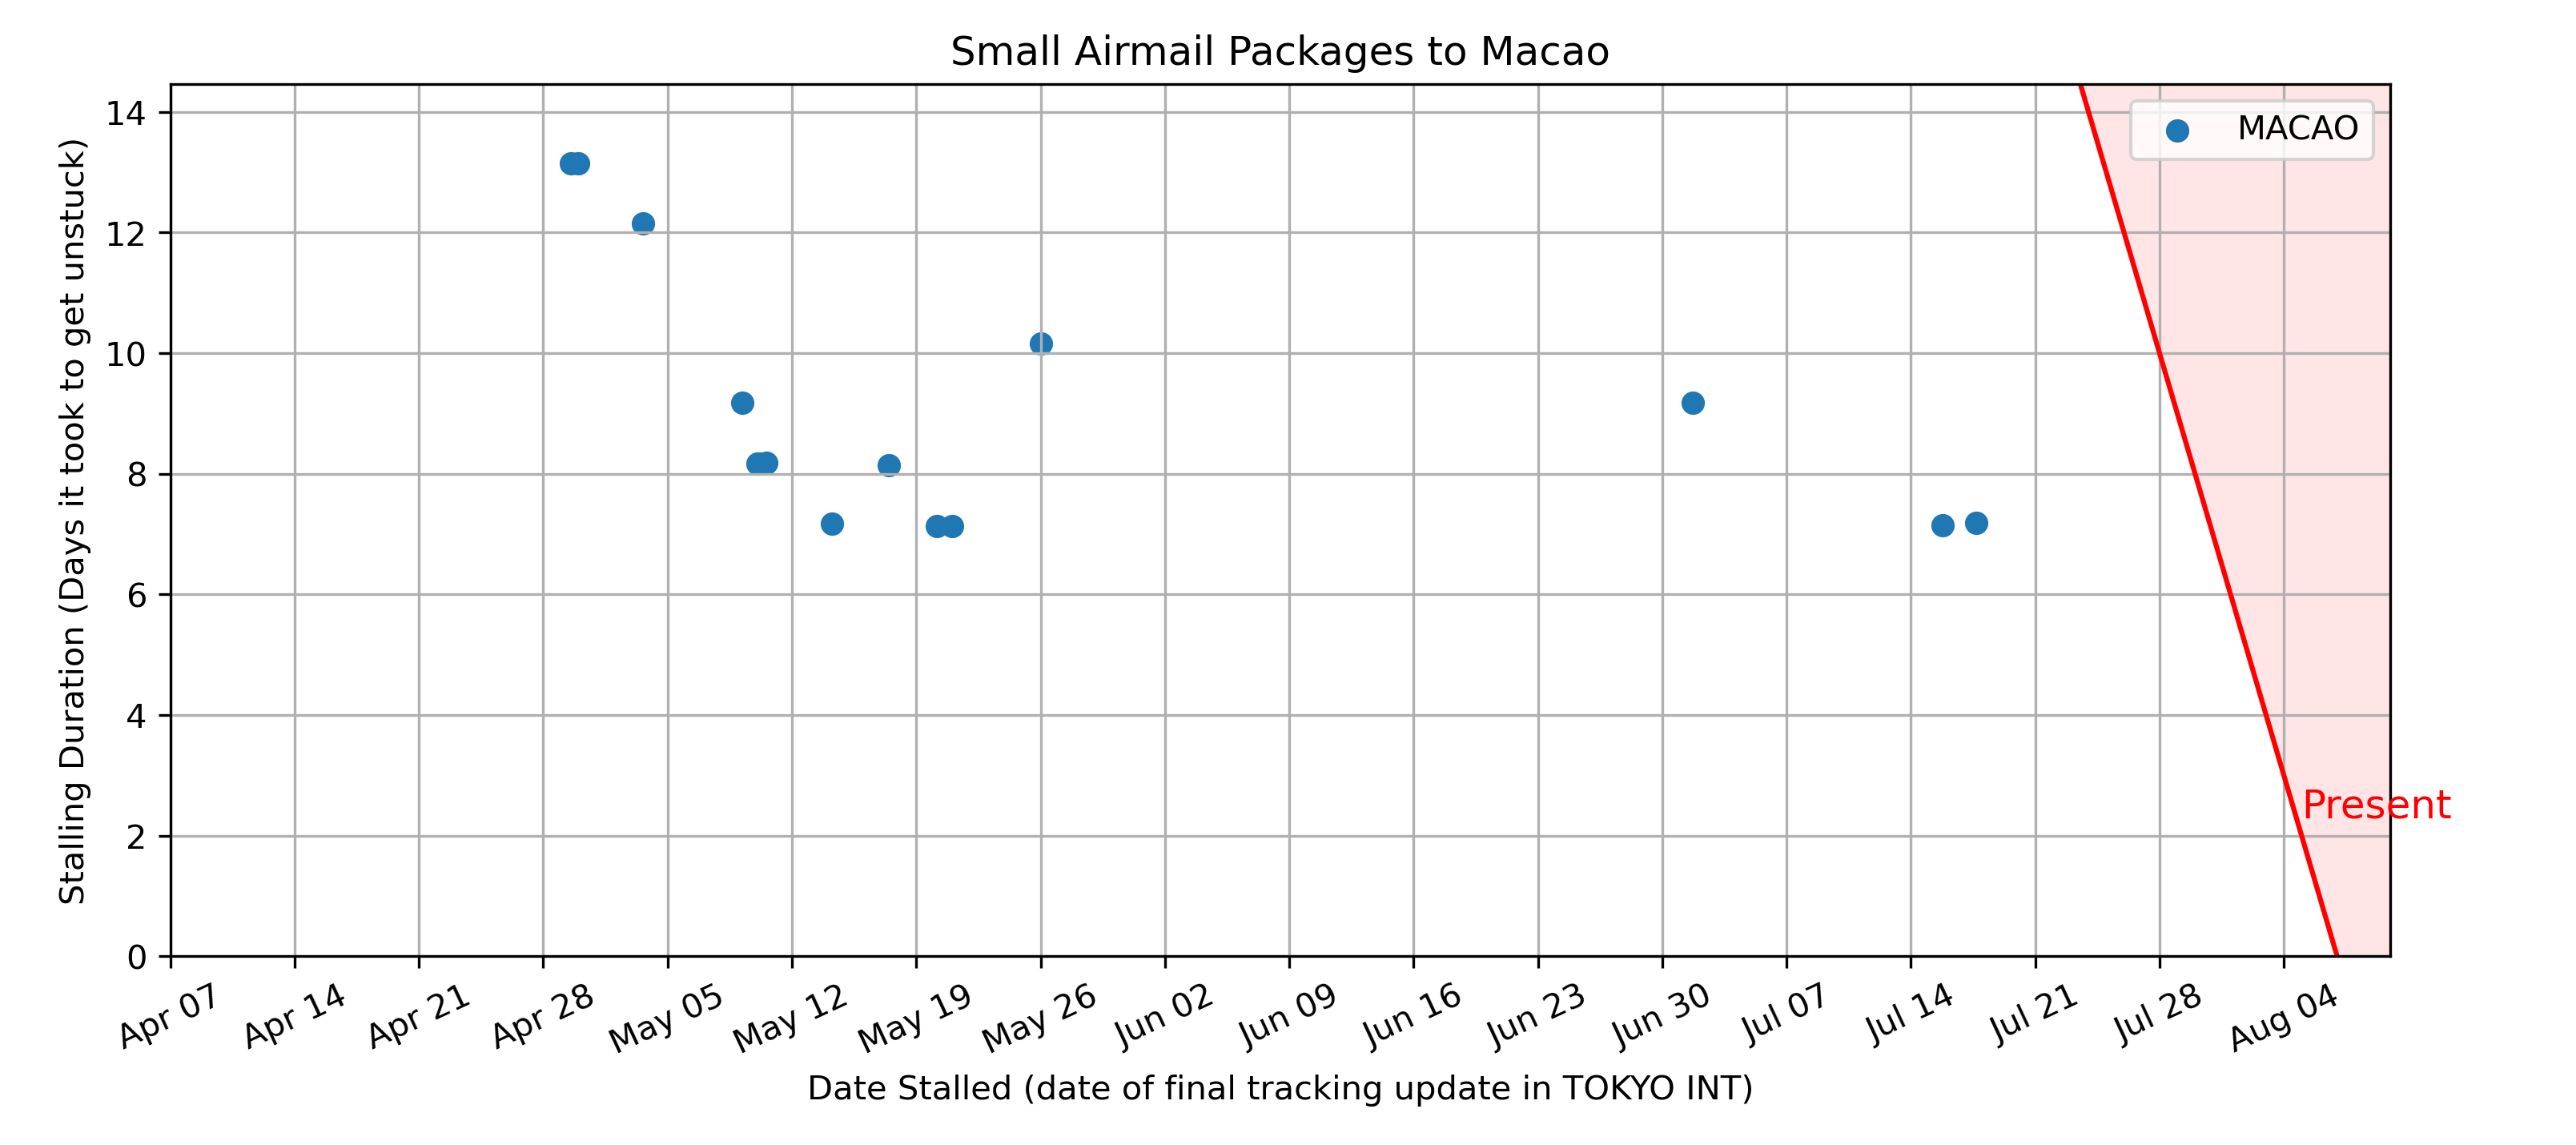 Small Airmail Packages to Macao
MACAO
Stalling Duration (Days it took to get unstuck)
14
12
10
8
6
4
2
0
Present
Apr 07
Apr 14
Apr 21
Apr 28
May 05
May 12
May 19
May 26
Jun 02
Jun 09
Jun 16
Jun 23
Jun 30
Jul 07
Jul 14
Jul 21
Jul 28
Aug 04
Date Stalled (date of final tracking update in TOKYO INT)